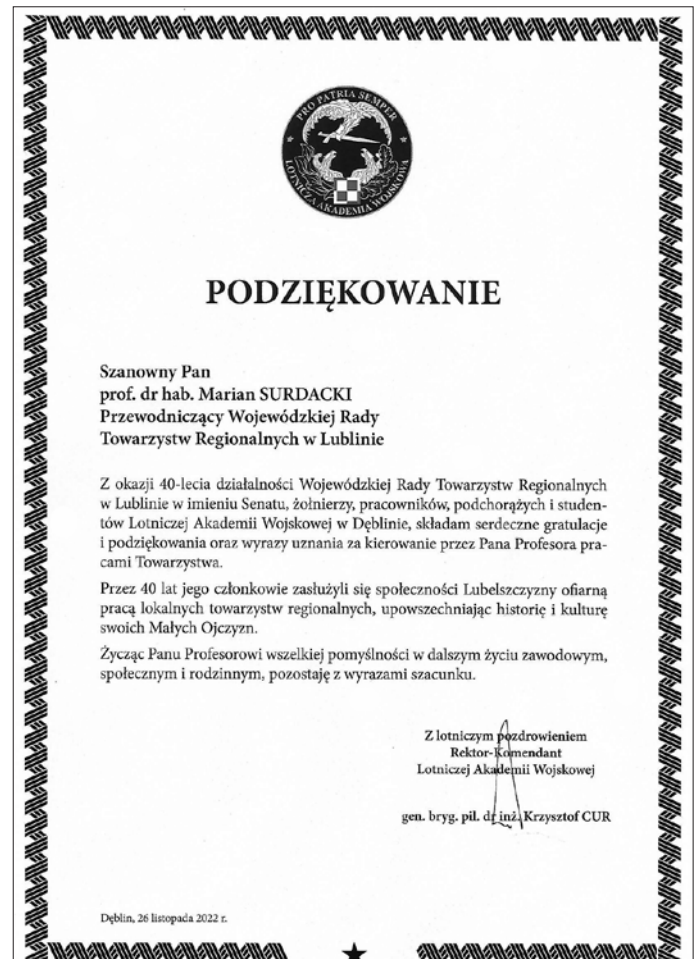 PRO PATRIA SEMPER
LOTNICZA AKADEMIA WOJSKOWA
PODZIĘKOWANIE
Szanowny Pan
prof. dr hab. Marian SURDACKI
Przewodniczący Wojewódzkiej Rady
Towarzystw Regionalnych w Lublinie
Z okazji 40-lecia działalności Wojewódzkiej Rady Towarzystw Regionalnych
w Lublinie w imieniu Senatu, żołnierzy, pracowników, podchorążych i studen-
tów Lotniczej Akademii Wojskowej w Dęblinie, składam serdeczne gratulacje
i podziękowania oraz wyrazy uznania za kierowanie przez Pana Profesora pra-
cami Towarzystwa.
Przez 40 lat jego członkowie zasłużyli się społeczności Lubelszczyzny ofiarną
pracą lokalnych towarzystw regionalnych, upowszechniając historię i kulturę
swoich Małych Ojczyzn.
Życząc Panu Profesorowi wszelkiej pomyślności w dalszym życiu zawodowym,
społecznym i rodzinnym, pozostaję z wyrazami szacunku.
Z lotniczym pozdrowieniem
Rektor-Komendant
Lotniczej Akademii Wojskowej
gen. bryg. pil. dr inż. Krzysztof CUR
Dęblin, 26 listopada 2022 r.